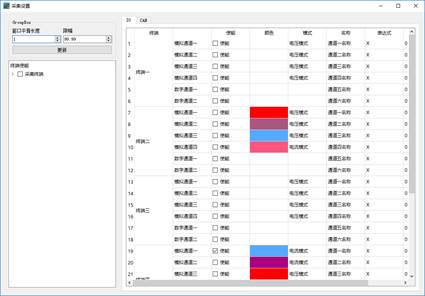 采集设置
GroupBox
窗口平滑长度 限幅
1 99.99
更新
终端使能
采集终端
IO CAN
终端 使能 颜色 模式 名称 表达式
1 模拟通道一 使能 电压模式 通道一名称 X 0
2 模拟通道二 使能 电压模式 通道二名称 X 0
3 终端一 模拟通道三 使能 电压模式 通道三名称 X 0
4 模拟通道四 使能 电压模式 通道四名称 X 0
5 数字通道一 使能 通道五名称 X 0
6 数字通道二 使能 通道六名称 X 0
7 模拟通道一 使能 电压模式 通道一名称 X 0
8 模拟通道二 使能 电流模式 通道二名称 X 0
9 终端二 模拟通道三 使能 电压模式 通道三名称 X 0
10 模拟通道四 使能 电流模式 通道四名称 X 0
11 数字通道一 使能 通道五名称 X 0
12 数字通道二 使能 通道六名称 X 0
13 模拟通道一 使能 电压模式 通道一名称 X 0
14 模拟通道二 使能 电压模式 通道二名称 X 0
15 终端三 模拟通道三 使能 电压模式 通道三名称 X 0
16 模拟通道四 使能 电压模式 通道四名称 X 0
17 数字通道一 使能 通道五名称 X 0
18 数字通道二 使能 通道六名称 X 0
19 模拟通道一 使能 电流模式 通道一名称 X 0
20 模拟通道二 使能 电流模式 通道二名称 X 0
21 模拟通道三 使能 电压模式 通道三名称 X 0